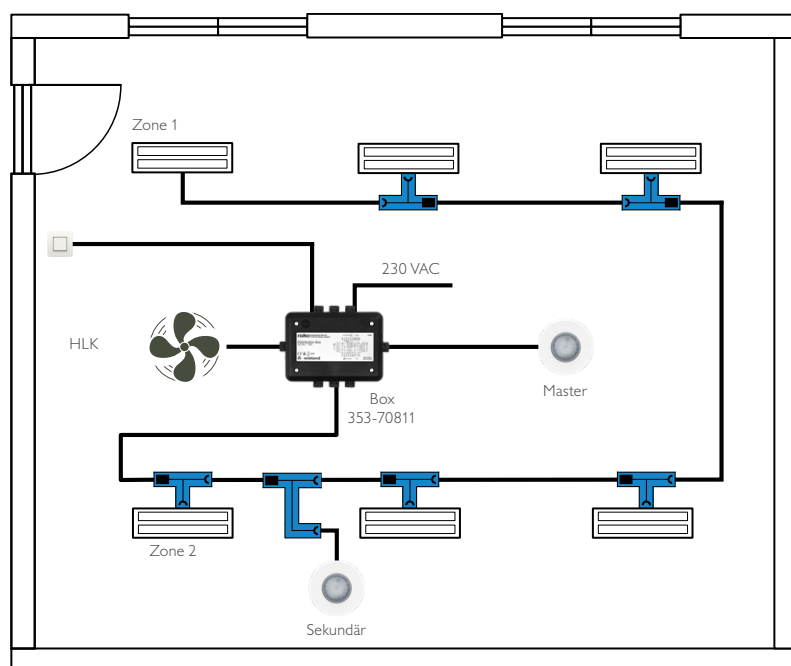 Zone 1
230 VAC
HLK
Box
353-70811
Master
Zone 2
Sekundär